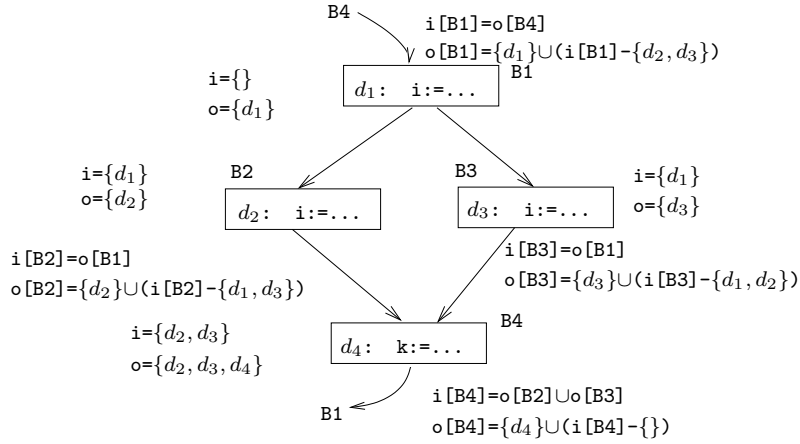 B4
i[B1]=o[B4]
o[B1]={d₁}∪(i[B1]-{d₂, d₃})
B1
i={}
o={d₁}
d₁: i:=...
B2
i={d₁}
o={d₂}
d₂: i:=...
B3
i={d₁}
o={d₃}
d₃: i:=...
i[B2]=o[B1]
o[B2]={d₂}∪(i[B2]-{d₁, d₃})
i[B3]=o[B1]
o[B3]={d₃}∪(i[B3]-{d₁, d₂})
i={d₂, d₃}
o={d₂, d₃, d₄}
B4
d₄: k:=...
B1
i[B4]=o[B2]∪o[B3]
o[B4]={d₄}∪(i[B4]-{})